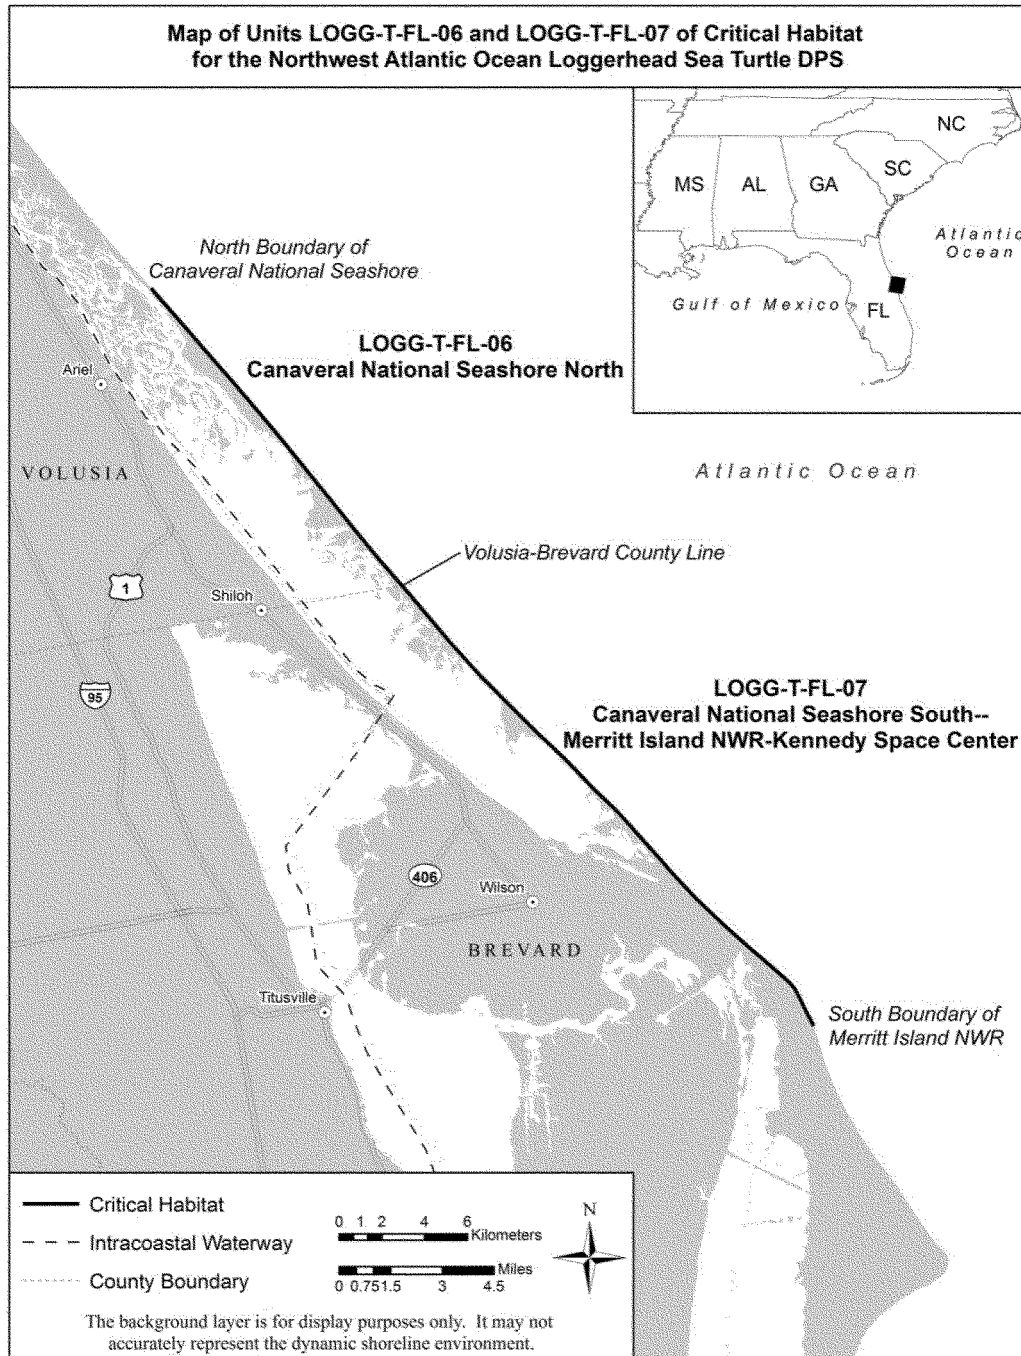 Map of Units LOGG-T-FL-06 and LOGG-T-FL-07 of Critical Habitat
for the Northwest Atlantic Ocean Loggerhead Sea Turtle DPS
NC
SC
MS
AL
GA
Atlantic
Ocean
Gulf of Mexico
FL
North Boundary of
Canaveral National Seashore
LOGG-T-FL-06
Canaveral National Seashore North
Ariel
VOLUSIA
Atlantic Ocean
Volusia-Brevard County Line
1
Shiloh
95
LOGG-T-FL-07
Canaveral National Seashore South--
Merritt Island NWR-Kennedy Space Center
406
Wilson
BREVARD
Titusville
South Boundary of
Merritt Island NWR
Critical Habitat
Intracoastal Waterway
County Boundary
0 1 2 4 6
Kilometers
Miles
0 0.75 1.5 3 4.5
N
The background layer is for display purposes only. It may not
accurately represent the dynamic shoreline environment.